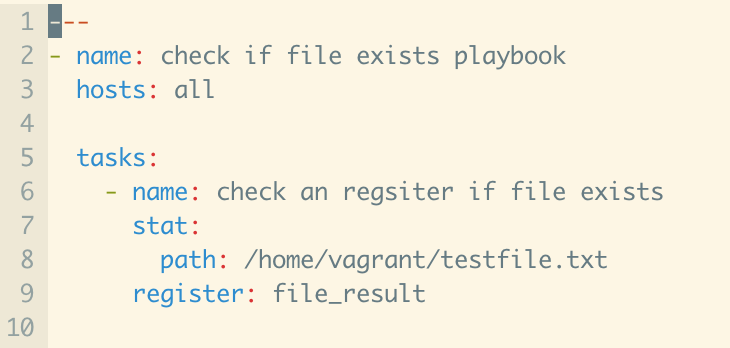 1 ---
2 - name: check if file exists playbook
3   hosts: all
4
5   tasks:
6     - name: check an regsiter if file exists
7       stat:
8         path: /home/vagrant/testfile.txt
9       register: file_result
10